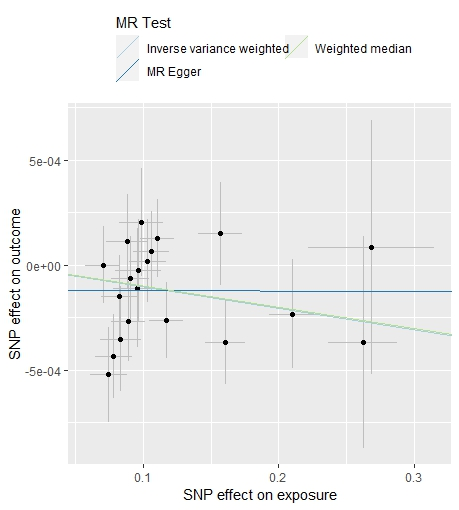 MR Test
Inverse variance weighted
Weighted median
MR Egger
5e-04
0e+00
-5e-04
SNP effect on outcome
0.1
0.2
0.3
SNP effect on exposure